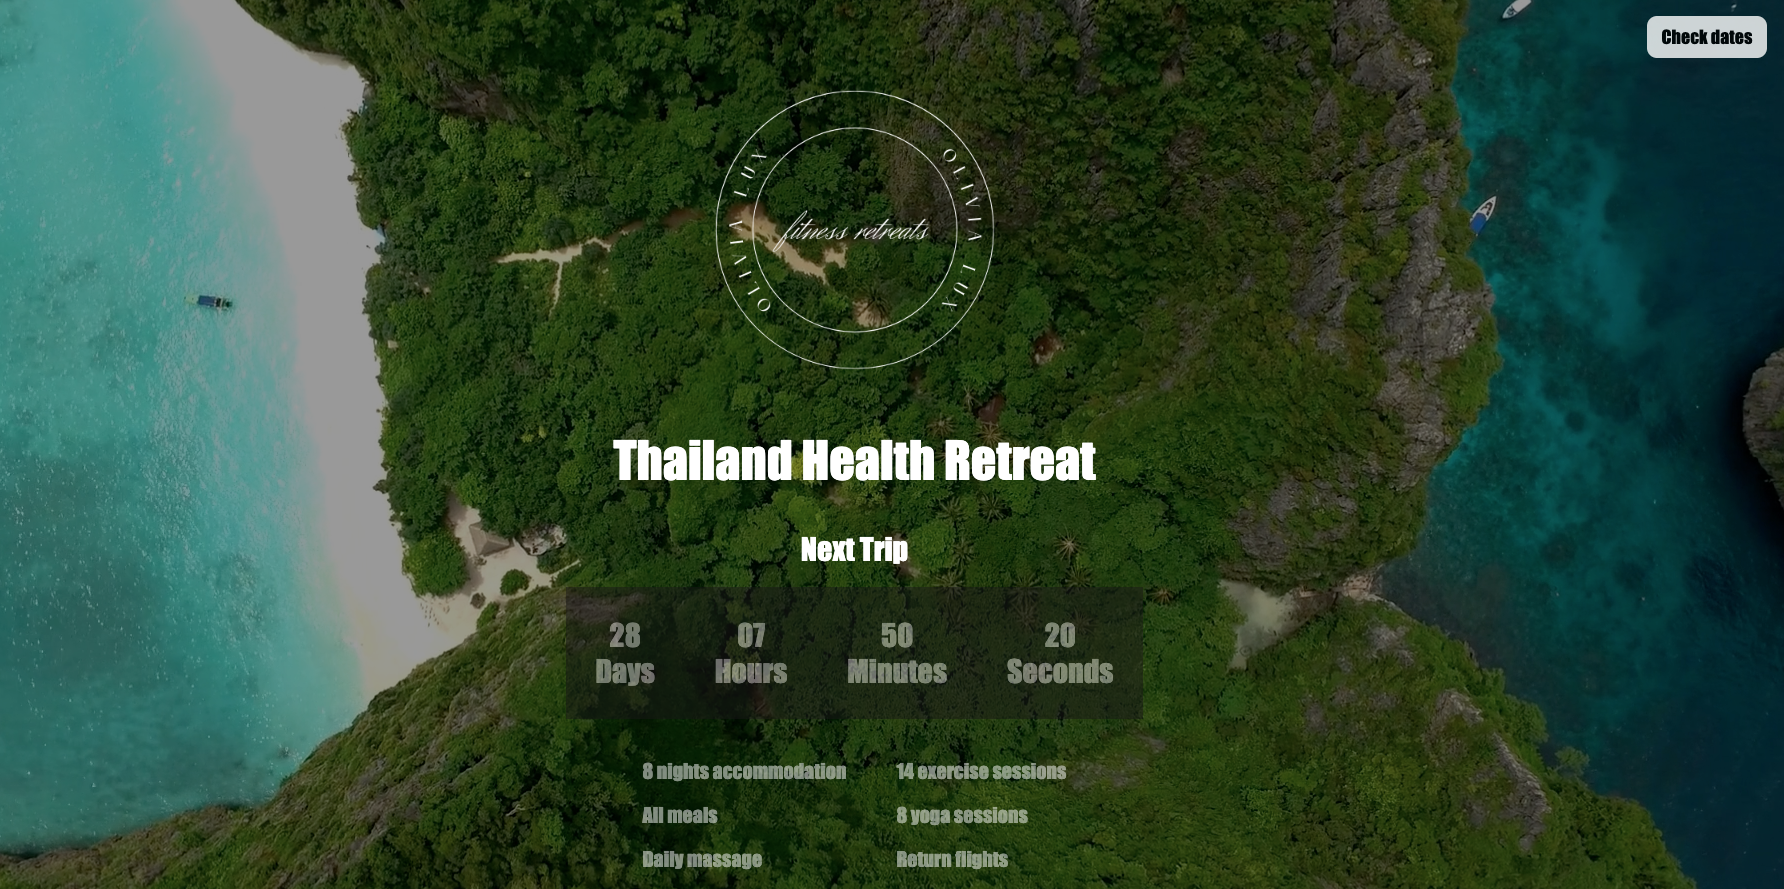 Check dates
OLIVIA LUX
OLIVIA LUX
fitness retreats
Thailand Health Retreat
Next Trip
28 07 50 20
Days Hours Minutes Seconds
8 nights accommodation 14 exercise sessions
All meals 8 yoga sessions
Daily massage Return flights